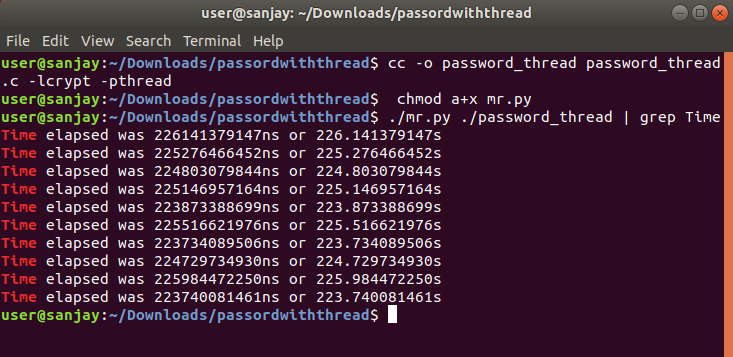 user@sanjay: ~/Downloads/passordwiththread
File Edit View Search Terminal Help
user@sanjay:~/Downloads/passordwiththread$ cc -o password_thread password_thread
.c -lcrypt -pthread
user@sanjay:~/Downloads/passordwiththread$  chmod a+x mr.py
user@sanjay:~/Downloads/passordwiththread$ ./mr.py ./password_thread | grep Time
Time elapsed was 226141379147ns or 226.141379147s
Time elapsed was 225276466452ns or 225.276466452s
Time elapsed was 224803079844ns or 224.803079844s
Time elapsed was 225146957164ns or 225.146957164s
Time elapsed was 223873388699ns or 223.873388699s
Time elapsed was 225516621976ns or 225.516621976s
Time elapsed was 223734089506ns or 223.734089506s
Time elapsed was 224729734930ns or 224.729734930s
Time elapsed was 225984472250ns or 225.984472250s
Time elapsed was 223740081461ns or 223.740081461s
user@sanjay:~/Downloads/passordwiththread$